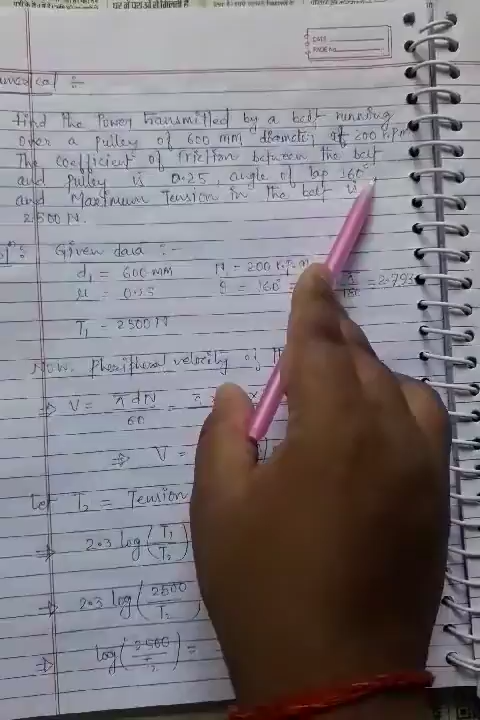 DATE
PAGE No.
Find the Power transmitted by a belt running
over a pulley of 600 mm diameter at 200 r.p.m
The coefficient of friction between the belt
and pulley is 0.25, angle of lap 160°
and Maximum Tension in the belt is
2500 N.
Given data :-
d₁ = 600 mm N₁ = 200 r.p.m
μ = 0.25 θ = 160° = 180 = 2.793
T₁ = 2500 N
Now. Pheriphral velocity of
⇒ V = πdN/60 =
⇒ V =
Let T₂ = Tension
⇒ 2.3 log(T₁/T₂)
⇒ 2.3 log(2500/T₂)
⇒ log(2500/T₂) =